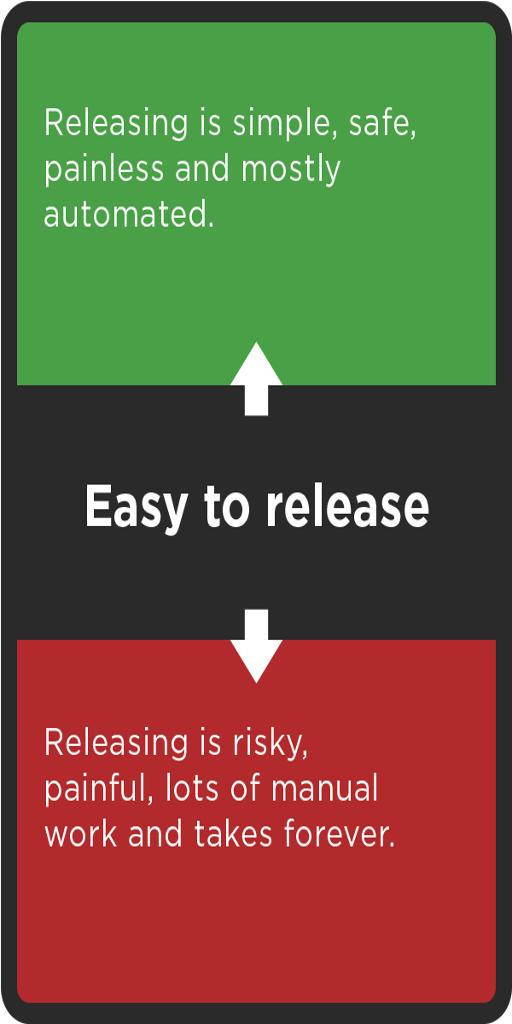 Releasing is simple, safe,
painless and mostly
automated.
Easy to release
Releasing is risky,
painful, lots of manual
work and takes forever.